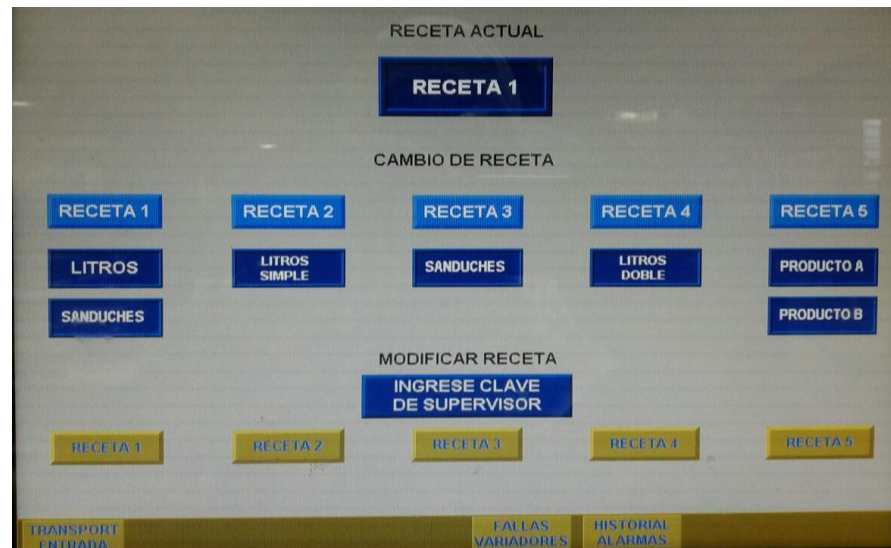 RECETA ACTUAL
RECETA 1
CAMBIO DE RECETA
RECETA 1
RECETA 2
RECETA 3
RECETA 4
RECETA 5
LITROS
LITROS
SIMPLE
SANDUCHES
LITROS
DOBLE
PRODUCTO A
SANDUCHES
PRODUCTO B
MODIFICAR RECETA
INGRESE CLAVE
DE SUPERVISOR
RECETA 1
RECETA 2
RECETA 3
RECETA 4
RECETA 5
TRANSPORT
ENTRADA
FALLAS
VARIADORES
HISTORIAL
ALARMAS